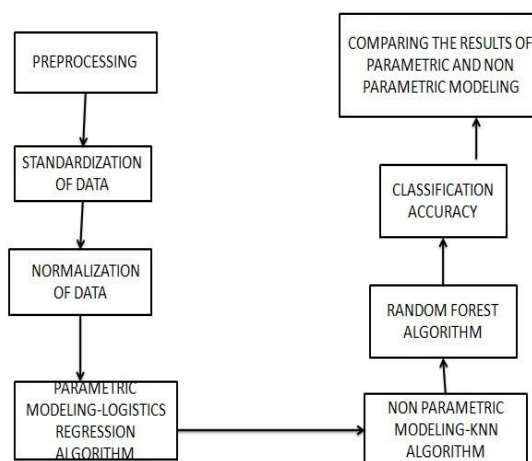 PREPROCESSING
STANDARDIZATION
OF DATA
NORMALIZATION
OF DATA
PARAMETRIC
MODELING-LOGISTICS
REGRESSION
ALGORITHM
NON PARAMETRIC
MODELING-KNN
ALGORITHM
RANDOM FOREST
ALGORITHM
CLASSIFICATION
ACCURACY
COMPARING THE RESULTS OF
PARAMETRIC AND NON
PARAMETRIC MODELING